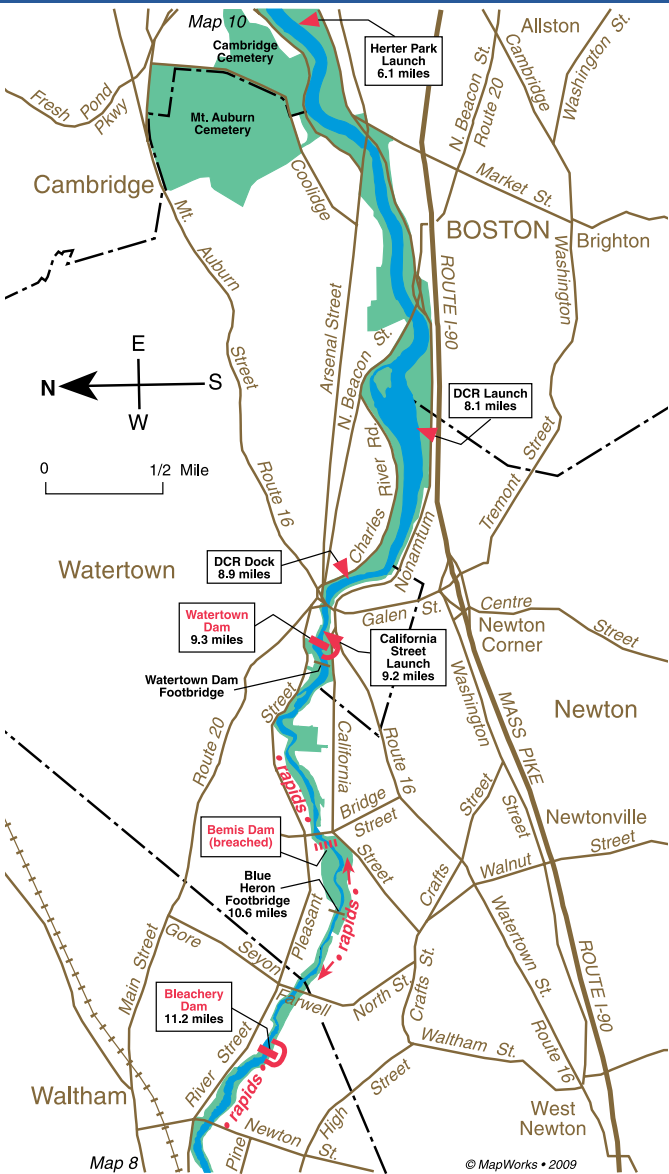 Map 10
Allston
Cambridge
Cemetery
Herter Park
Launch
6.1 miles
N. Beacon St.
Route 20
Cambridge
Washington St.
Fresh Pond
Pkwy
Mt. Auburn
Cemetery
Coolidge
Market St.
Cambridge
Mt.
Auburn
Street
BOSTON
Brighton
Washington
ROUTE I-90
Arsenal Street
N. Beacon St.
E
N
S
W
DCR Launch
8.1 miles
River Rd.
Charles
0
1/2 Mile
Tremont Street
Route 16
Nonamtum
Watertown
DCR Dock
8.9 miles
Galen St.
Centre
Street
Newton
Corner
Watertown
Dam
9.3 miles
California
Street
Launch
9.2 miles
Watertown Dam
Footbridge
Street
Washington
Street
MASS PIKE
Newton
Route 20
California
Street
Route 16
• rapids •
Bridge
Street
Newtonville
Bemis Dam
(breached)
Crafts
Street
Walnut
Street
Blue
Heron
Footbridge
10.6 miles
• rapids •
Pleasant
Main Street
Gore
Sevon
Farwell
North St.
Crafts St.
Watertown St.
Route 16
ROUTE I-90
Bleachery
Dam
11.2 miles
Waltham St.
River Street
• rapids •
Waltham
High
Street
West
Newton
Newton St.
Pine
Map 8
© MapWorks • 2009